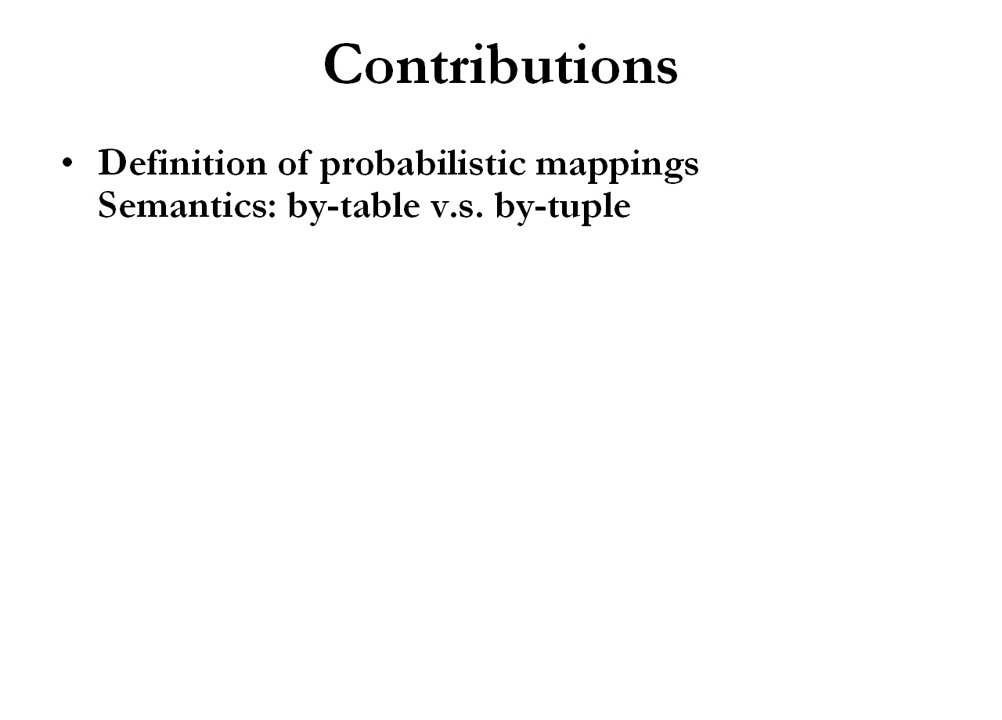 Contributions
• Definition of probabilistic mappings
Semantics: by-table v.s. by-tuple